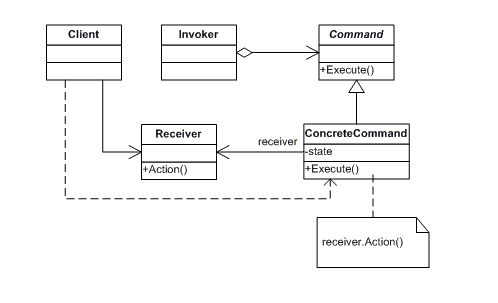 Client
Invoker
Command
+Execute()
Receiver
+Action()
receiver
ConcreteCommand
-state
+Execute()
receiver.Action()